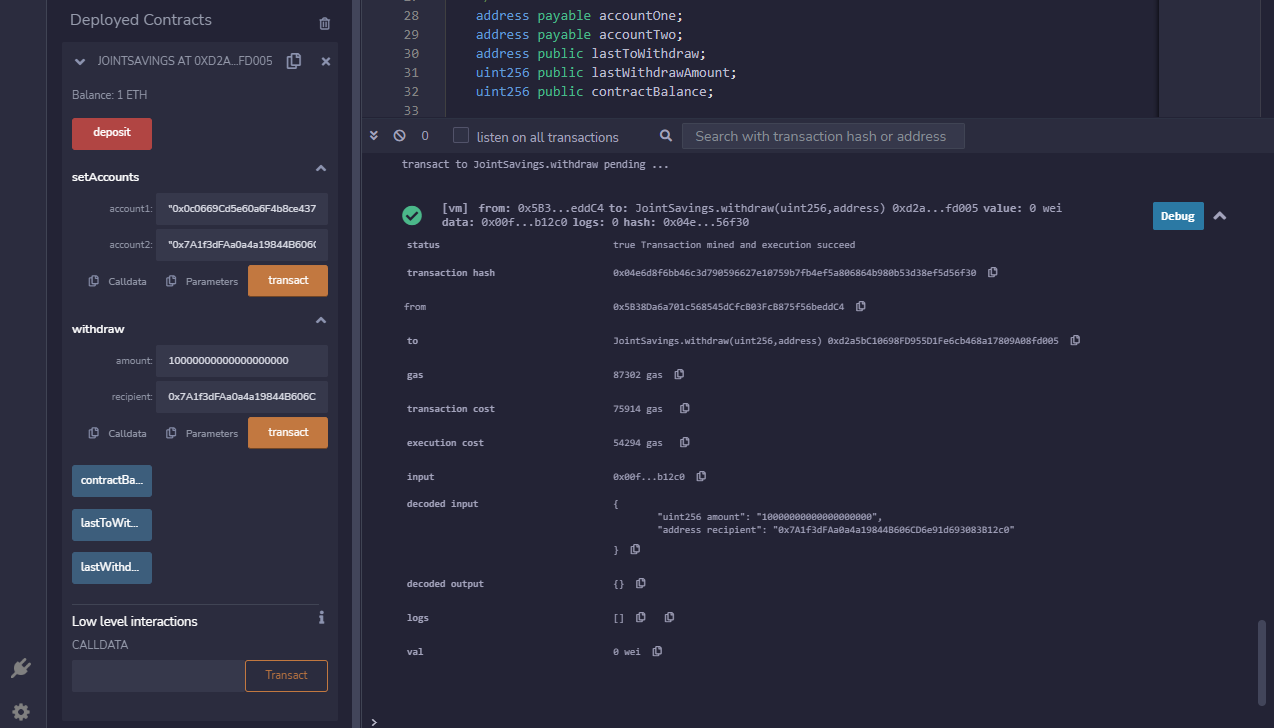 Deployed Contracts
JOINTSAVINGS AT 0XD2A...FD005
Balance: 1 ETH
deposit
setAccounts
account1: "0x0c0669Cd5e60a6F4b8ce437
account2: "0x7A1f3dFAa0a4a19844B606C
Calldata Parameters transact
withdraw
amount: 10000000000000000000
recipient: 0x7A1f3dFAa0a4a19844B606C
Calldata Parameters transact
contractBa...
lastToWit...
lastWithd...
Low level interactions
CALLDATA
Transact
28 address payable accountOne;
29 address payable accountTwo;
30 address public lastToWithdraw;
31 uint256 public lastWithdrawAmount;
32 uint256 public contractBalance;
33
0 listen on all transactions Search with transaction hash or address
transact to JointSavings.withdraw pending ...
[vm] from: 0x5B3...eddC4 to: JointSavings.withdraw(uint256,address) 0xd2a...fd005 value: 0 wei
data: 0x00f...b12c0 logs: 0 hash: 0x04e...56f30
Debug
status true Transaction mined and execution succeed
transaction hash 0x04e6d8f6bb46c3d790596627e10759b7fb4ef5a806864b980b53d38ef5d56f30
from 0x5B38Da6a701c568545dCfcB03FcB875f56beddC4
to JointSavings.withdraw(uint256,address) 0xd2a5bC10698FD955D1Fe6cb468a17809A08fd005
gas 87302 gas
transaction cost 75914 gas
execution cost 54294 gas
input 0x00f...b12c0
decoded input {
"uint256 amount": "10000000000000000000",
"address recipient": "0x7A1f3dFAa0a4a19844B606CD6e91d693083B12c0"
}
decoded output {}
logs []
val 0 wei
>